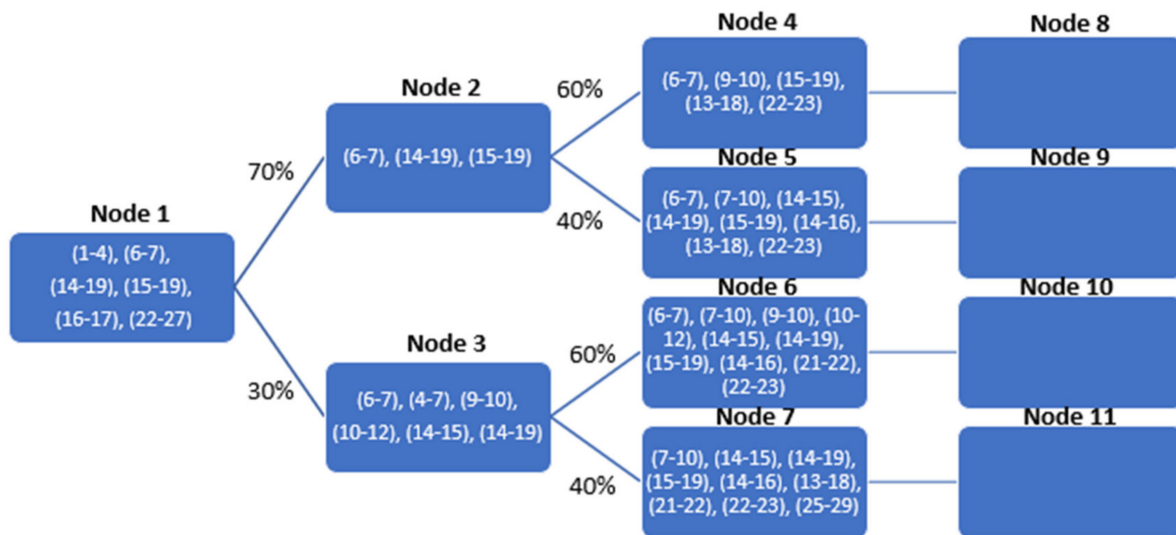 Node 1
(1-4), (6-7),
(14-19), (15-19),
(16-17), (22-27)
70%
30%
Node 2
(6-7), (14-19), (15-19)
Node 3
(6-7), (4-7), (9-10),
(10-12), (14-15), (14-19)
60%
40%
60%
40%
Node 4
(6-7), (9-10), (15-19),
(13-18), (22-23)
Node 5
(6-7), (7-10), (14-15),
(14-19), (15-19), (14-16),
(13-18), (22-23)
Node 6
(6-7), (7-10), (9-10), (10-
12), (14-15), (14-19),
(15-19), (14-16), (21-22),
(22-23)
Node 7
(7-10), (14-15), (14-19),
(15-19), (14-16), (13-18),
(21-22), (22-23), (25-29)
Node 8
Node 9
Node 10
Node 11